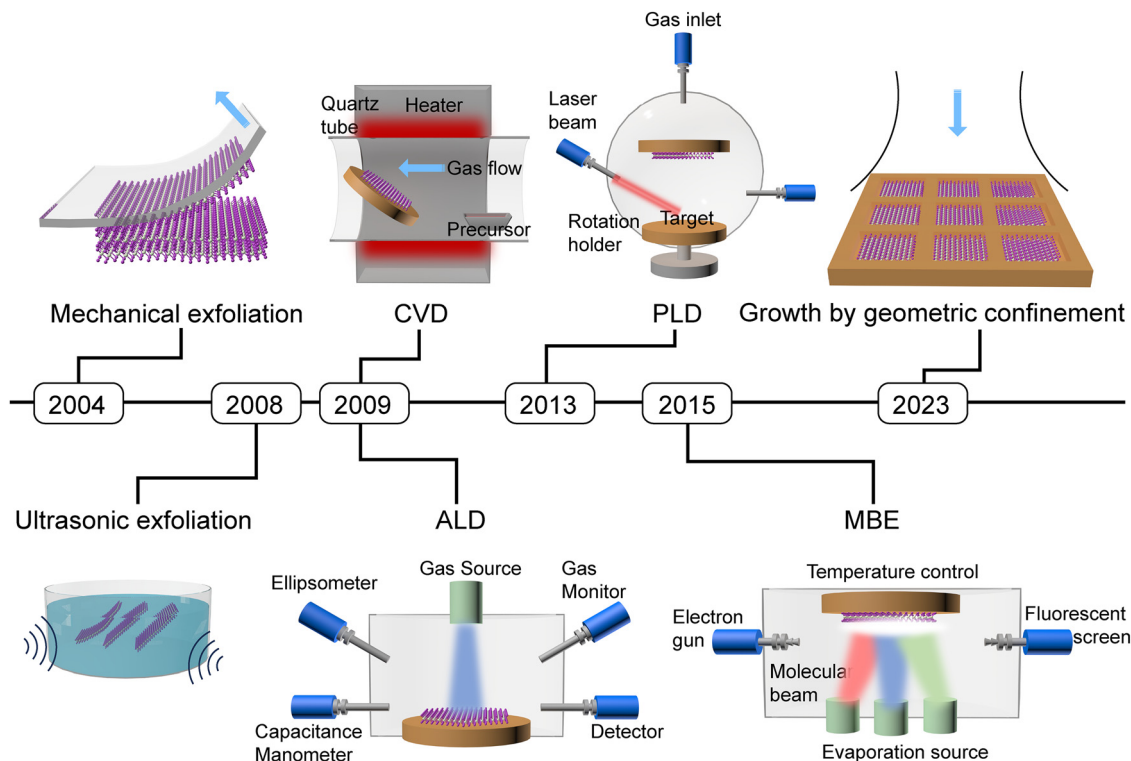 Gas inlet
Quartz
tube
Heater
Gas flow
Precursor
Laser
beam
Rotation
holder
Target
Mechanical exfoliation
CVD
PLD
Growth by geometric confinement
2004
2008
2009
2013
2015
2023
Ultrasonic exfoliation
ALD
MBE
Ellipsometer
Gas Source
Gas
Monitor
Capacitance
Manometer
Detector
Temperature control
Electron
gun
Fluorescent
screen
Molecular
beam
Evaporation source